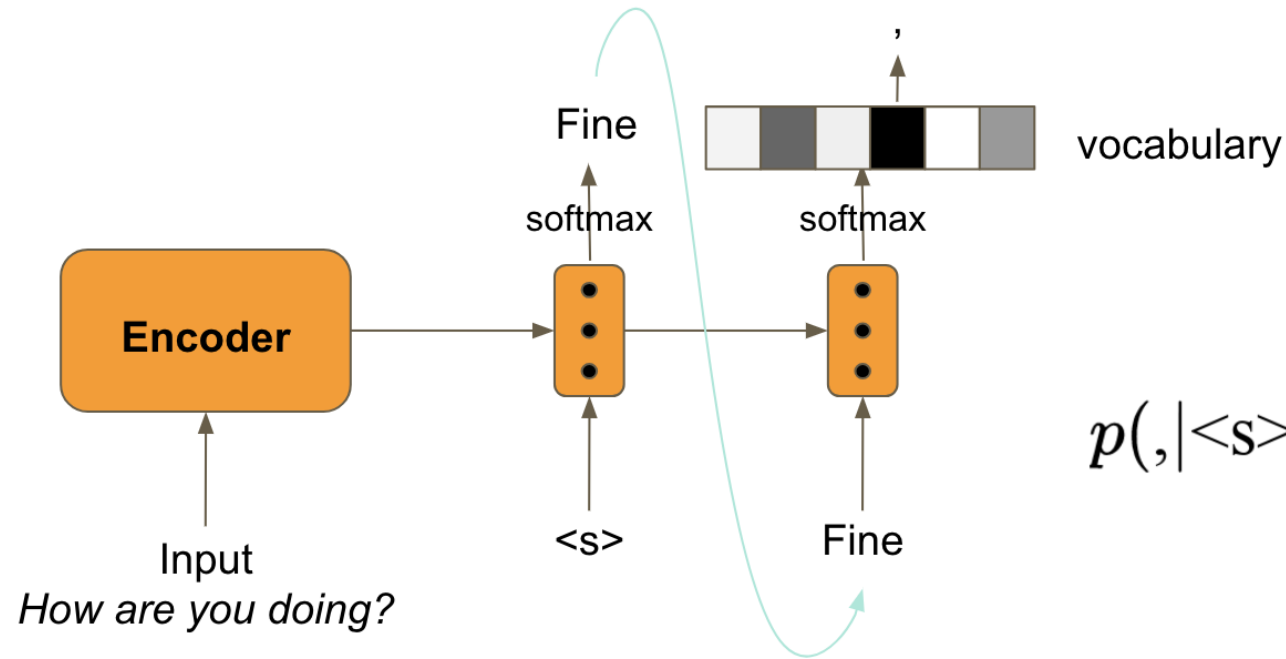 ,
Fine
vocabulary
softmax
softmax
Encoder
p(,|<s>
<s>
Fine
Input
How are you doing?